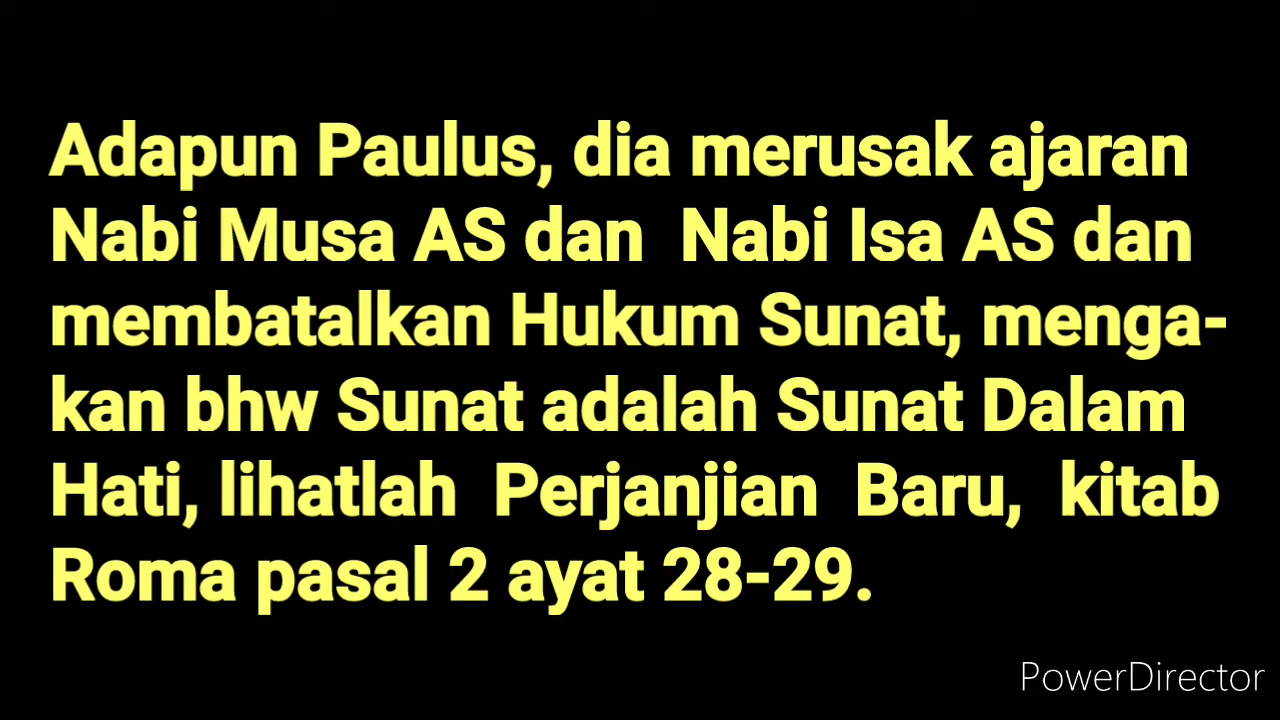 Adapun Paulus, dia merusak ajaran
Nabi Musa AS dan Nabi Isa AS dan
membatalkan Hukum Sunat, menga-
kan bhw Sunat adalah Sunat Dalam
Hati, lihatlah Perjanjian Baru, kitab
Roma pasal 2 ayat 28-29.
PowerDirector